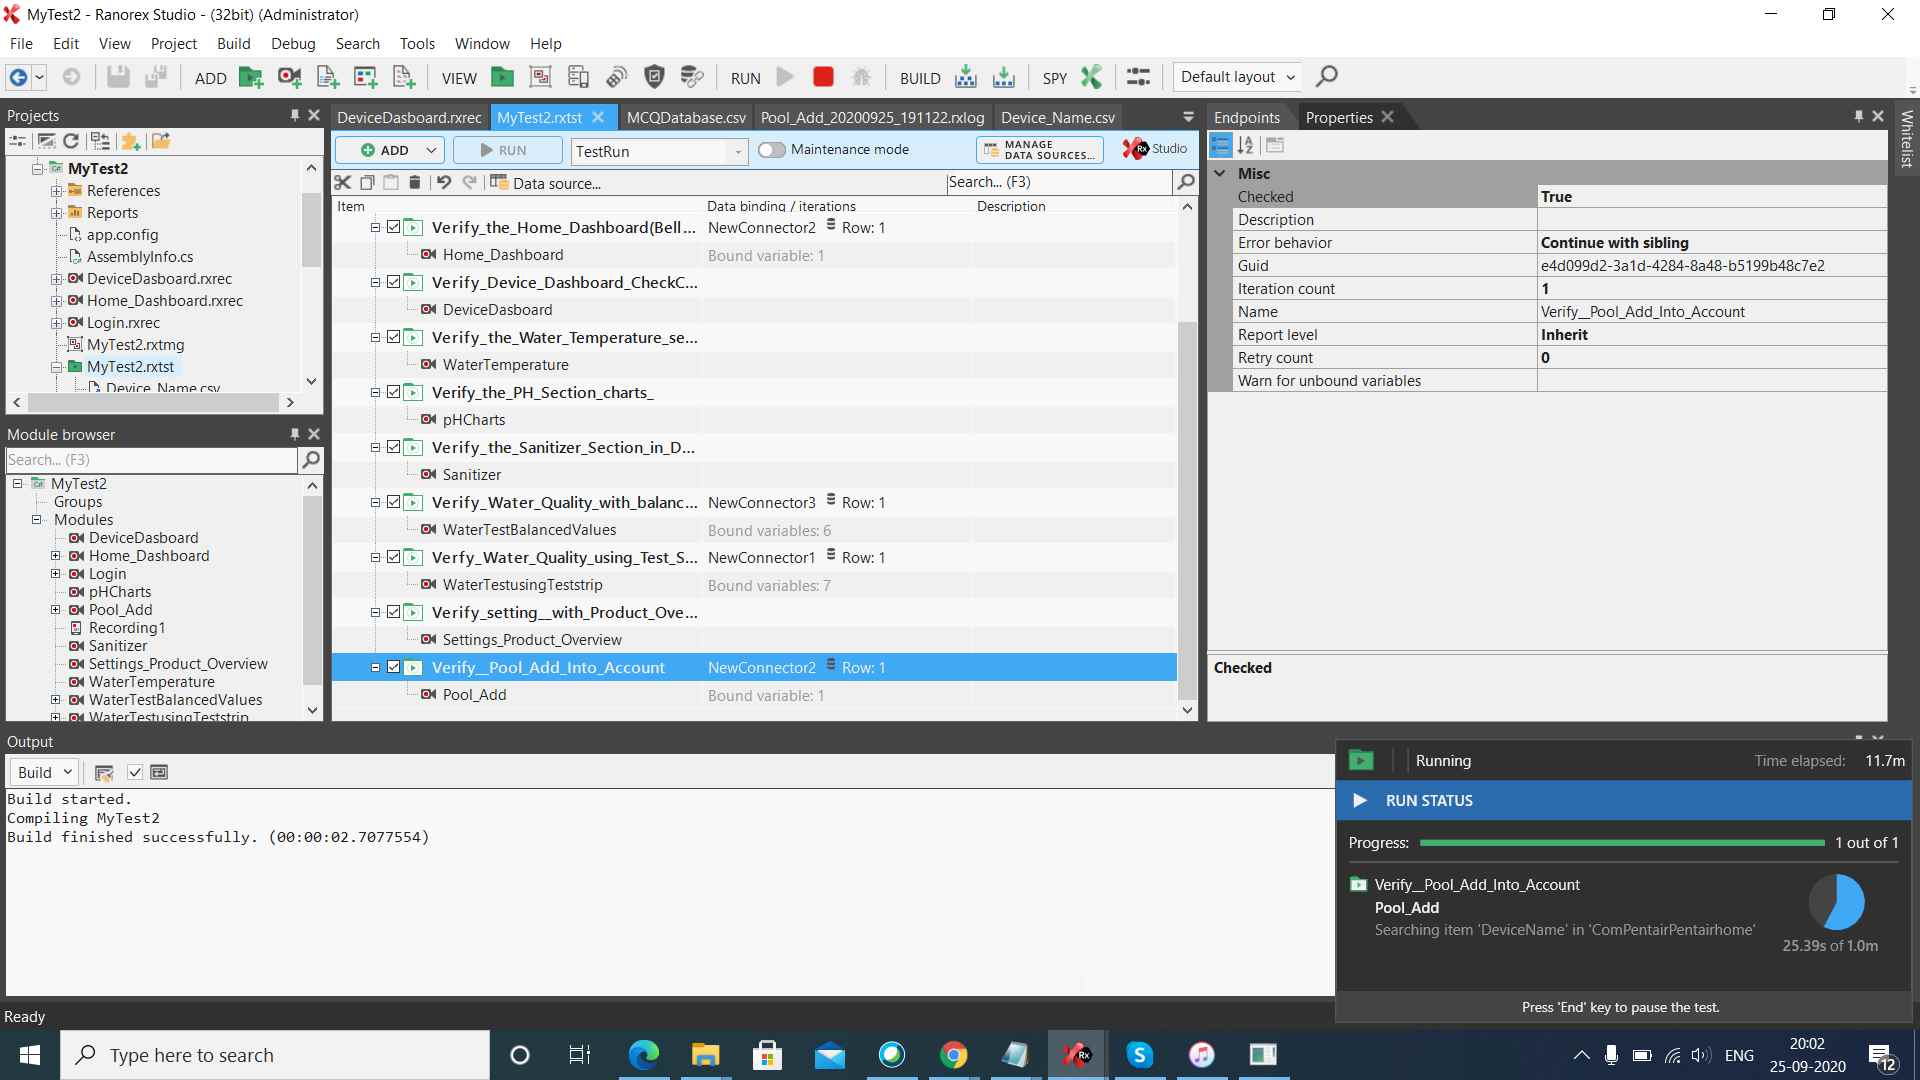 MyTest2 - Ranorex Studio - (32bit) (Administrator)
File Edit View Project Build Debug Search Tools Window Help
ADD VIEW RUN BUILD SPY Default layout
Projects
MyTest2
References
Reports
app.config
AssemblyInfo.cs
DeviceDasboard.rxrec
Home_Dashboard.rxrec
Login.rxrec
MyTest2.rxtmg
MyTest2.rxtst
Device_Name.csv
Module browser
Search... (F3)
MyTest2
Groups
Modules
DeviceDasboard
Home_Dashboard
Login
pHCharts
Pool_Add
Recording1
Sanitizer
Settings_Product_Overview
WaterTemperature
WaterTestBalancedValues
WaterTestusingTeststrip
DeviceDasboard.rxrec MyTest2.rxtst MCQDatabase.csv Pool_Add_20200925_191122.rxlog Device_Name.csv
ADD RUN TestRun Maintenance mode MANAGE DATA SOURCES... Rx Studio
Data source... Search... (F3)
Item Data binding / iterations Description
Verify_the_Home_Dashboard(Bell... NewConnector2 Row: 1
Home_Dashboard Bound variable: 1
Verify_Device_Dashboard_CheckC...
DeviceDasboard
Verify_the_Water_Temperature_se...
WaterTemperature
Verify_the_PH_Section_charts_
pHCharts
Verify_the_Sanitizer_Section_in_D...
Sanitizer
Verify_Water_Quality_with_balanc... NewConnector3 Row: 1
WaterTestBalancedValues Bound variables: 6
Verfy_Water_Quality_using_Test_S... NewConnector1 Row: 1
WaterTestusingTeststrip Bound variables: 7
Verify_setting__with_Product_Ove...
Settings_Product_Overview
Verify__Pool_Add_Into_Account NewConnector2 Row: 1
Pool_Add Bound variable: 1
Endpoints Properties
Whitelist
Misc
Checked True
Description
Error behavior Continue with sibling
Guid e4d099d2-3a1d-4284-8a48-b5199b48c7e2
Iteration count 1
Name Verify__Pool_Add_Into_Account
Report level Inherit
Retry count 0
Warn for unbound variables
Checked
Output
Build
Build started.
Compiling MyTest2
Build finished successfully. (00:00:02.7077554)
Running Time elapsed: 11.7m
RUN STATUS
Progress: 1 out of 1
Verify__Pool_Add_Into_Account
Pool_Add
Searching item 'DeviceName' in 'ComPentairPentairhome'
25.39s of 1.0m
Press 'End' key to pause the test.
Ready
Type here to search
Rx
S
ENG
20:02
25-09-2020
12